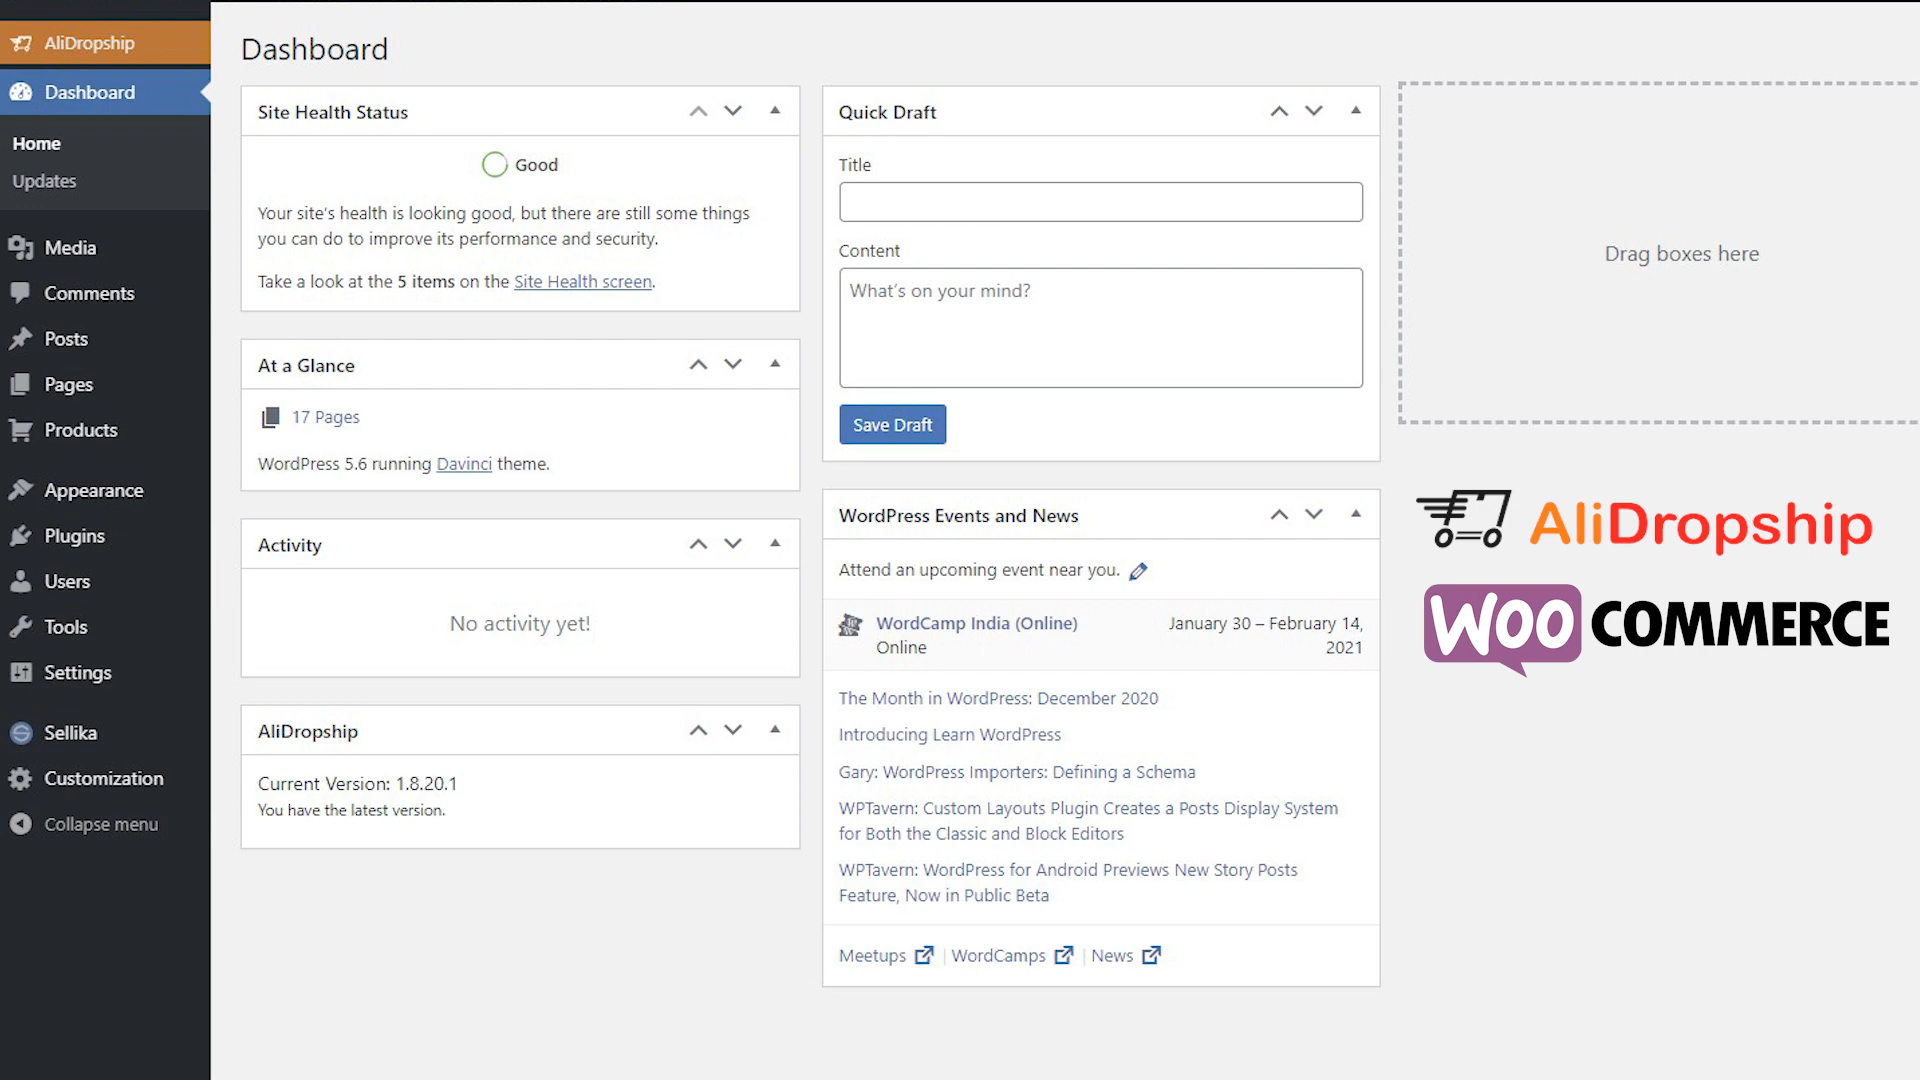 AliDropship
Dashboard
Home
Updates
Media
Comments
Posts
Pages
Products
Appearance
Plugins
Users
Tools
Settings
Sellika
Customization
Collapse menu
Dashboard
Site Health Status
Good
Your site's health is looking good, but there are still some things
you can do to improve its performance and security.
Take a look at the 5 items on the Site Health screen.
At a Glance
17 Pages
WordPress 5.6 running Davinci theme.
Activity
No activity yet!
AliDropship
Current Version: 1.8.20.1
You have the latest version.
Quick Draft
Title
Content
What's on your mind?
Save Draft
WordPress Events and News
Attend an upcoming event near you.
WordCamp India (Online) January 30 – February 14,
Online 2021
The Month in WordPress: December 2020
Introducing Learn WordPress
Gary: WordPress Importers: Defining a Schema
WPTavern: Custom Layouts Plugin Creates a Posts Display System
for Both the Classic and Block Editors
WPTavern: WordPress for Android Previews New Story Posts
Feature, Now in Public Beta
Meetups | WordCamps | News
Drag boxes here
AliDropship
WOO COMMERCE